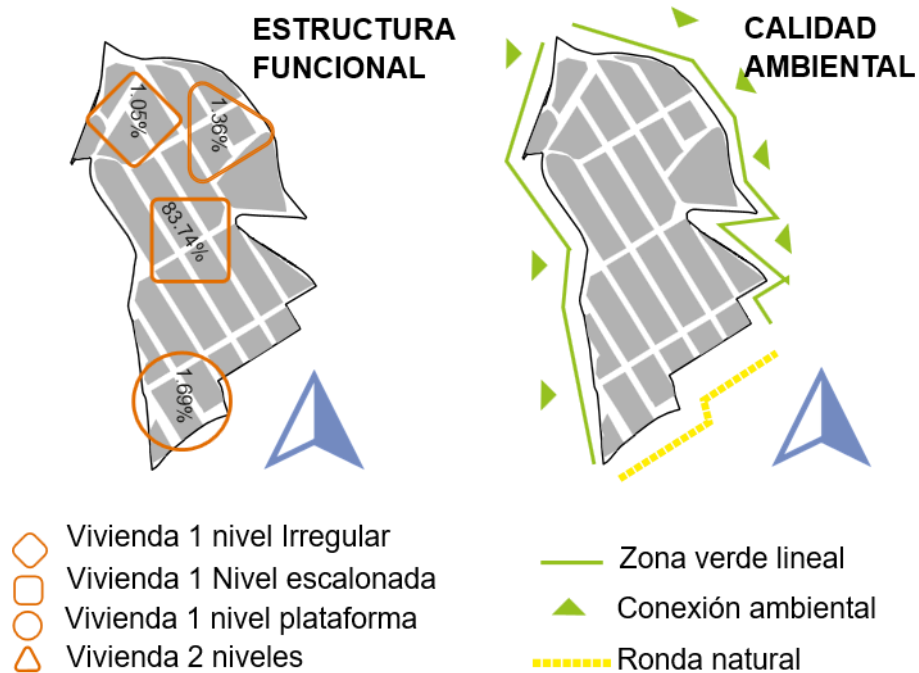 ESTRUCTURA
FUNCIONAL
1.05%
1.36%
83.74%
1.69%
Vivienda 1 nivel Irregular
Vivienda 1 Nivel escalonada
Vivienda 1 nivel plataforma
Vivienda 2 niveles
CALIDAD
AMBIENTAL
Zona verde lineal
Conexión ambiental
Ronda natural